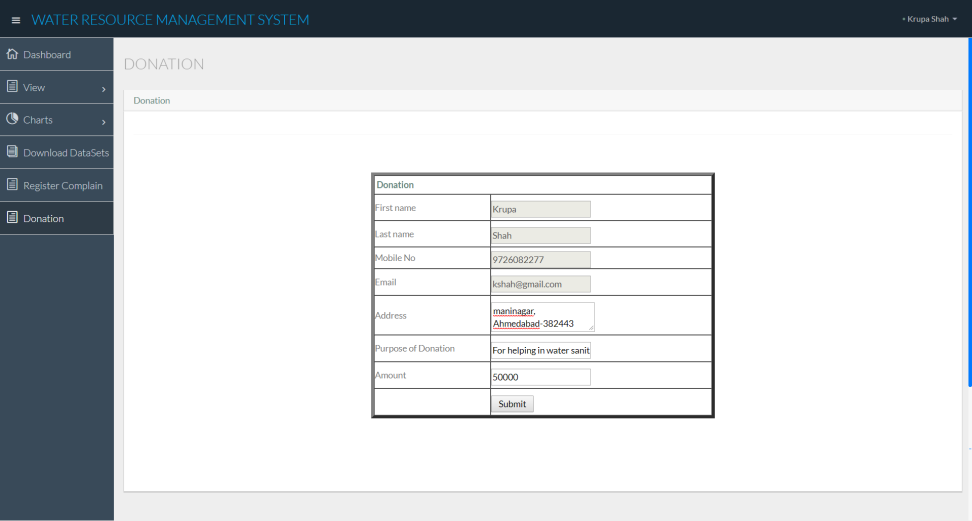 WATER RESOURCE MANAGEMENT SYSTEM
Krupa Shah
Dashboard
View
Charts
Download DataSets
Register Complain
Donation
DONATION
Donation
Donation
First name Krupa
Last name Shah
Mobile No 9726082277
Email kshah@gmail.com
Address maninagar,
Ahmedabad-382443
Purpose of Donation For helping in water sanit
Amount 50000
Submit